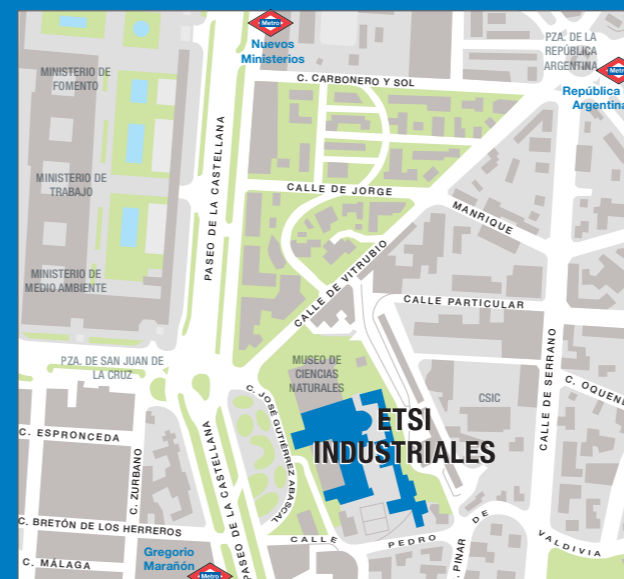 Metro
Nuevos
Ministerios
PZA. DE LA
REPÚBLICA
ARGENTINA
Metro
República
Argentina
MINISTERIO DE
FOMENTO
C. CARBONERO Y SOL
PASEO DE LA CASTELLANA
MINISTERIO DE
TRABAJO
CALLE DE JORGE
MANRIQUE
CALLE DE VITRUBIO
MINISTERIO DE
MEDIO AMBIENTE
CALLE PARTICULAR
PZA. DE SAN JUAN DE
LA CRUZ
MUSEO DE
CIENCIAS
NATURALES
CALLE DE SERRANO
C. OQUEN
CSIC
C. JOSÉ GUTIÉRREZ ABASCAL
ETSI
INDUSTRIALES
C. ESPRONCEDA
C. ZURBANO
PASEO DE LA CASTELLANA
C. BRETÓN DE LOS HERREROS
CALLE PEDRO DE VALDIVIA
C. PINAR
Gregorio
Marañón
Metro
C. MÁLAGA